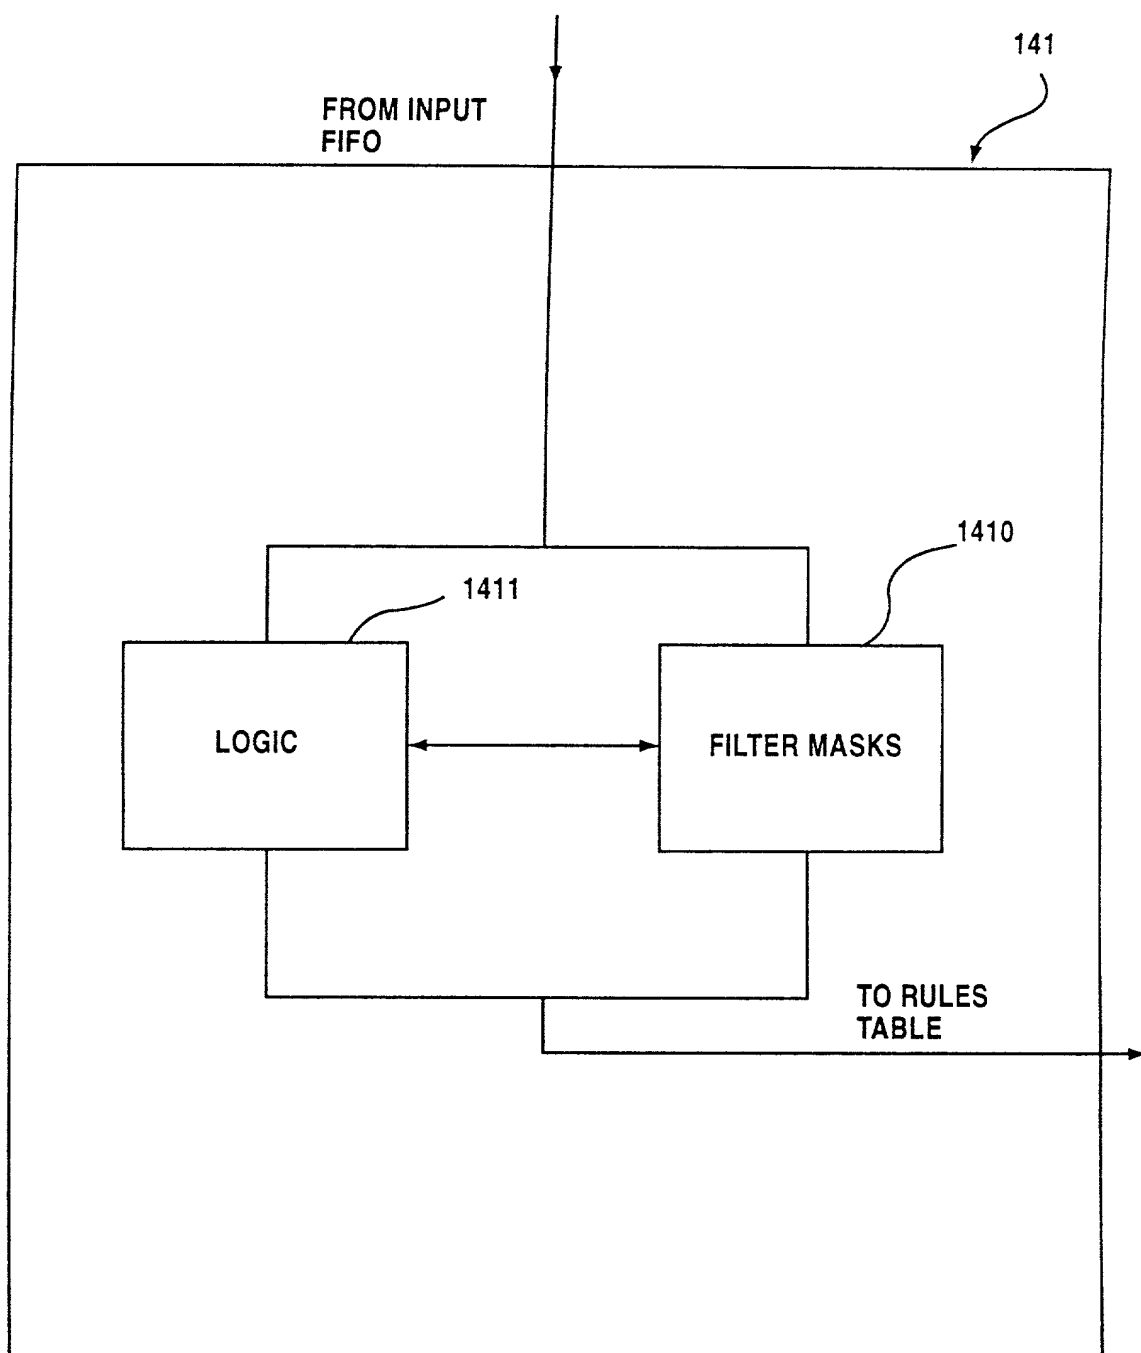 141
FROM INPUT
FIFO
1410
1411
LOGIC
FILTER MASKS
TO RULES
TABLE